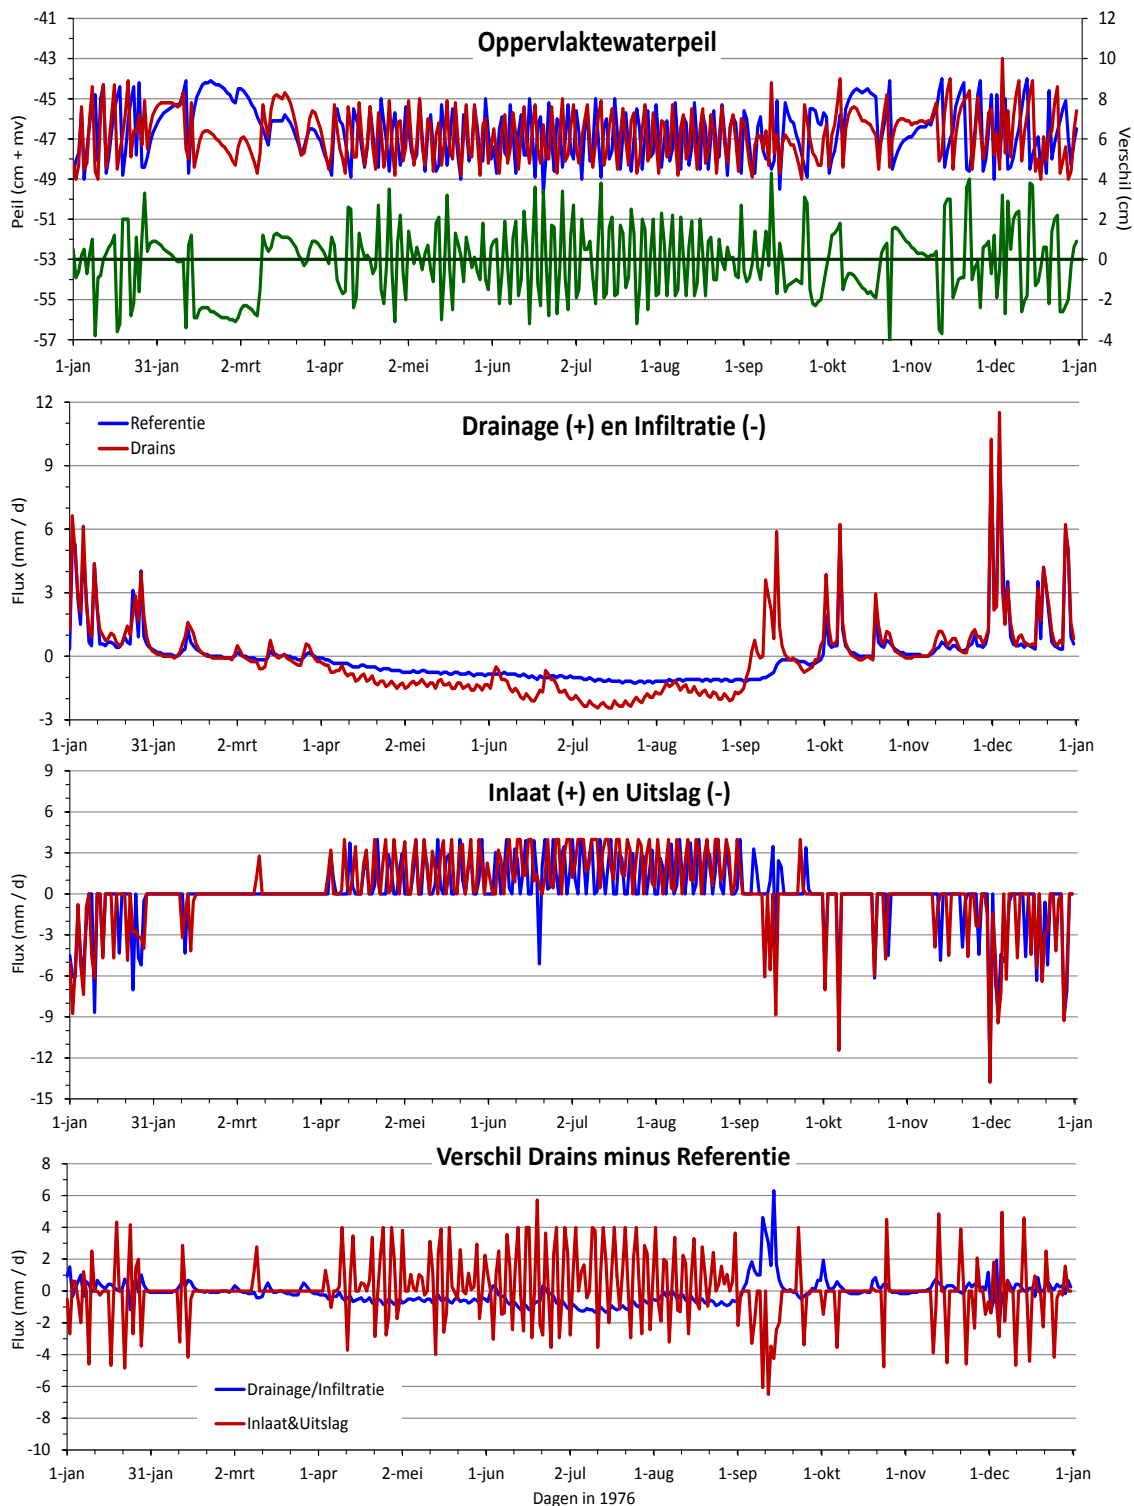 Oppervlaktewaterpeil
Peil (cm + mv)
Verschil (cm)
-41
-43
-45
-47
-49
-51
-53
-55
-57
12
10
8
6
4
2
0
-2
-4
1-jan 31-jan 2-mrt 1-apr 2-mei 1-jun 2-jul 1-aug 1-sep 1-okt 1-nov 1-dec 1-jan
Drainage (+) en Infiltratie (-)
Referentie
Drains
Flux (mm / d)
12
9
6
3
0
-3
1-jan 31-jan 2-mrt 1-apr 2-mei 1-jun 2-jul 1-aug 1-sep 1-okt 1-nov 1-dec 1-jan
Inlaat (+) en Uitslag (-)
Flux (mm / d)
9
6
3
0
-3
-6
-9
-12
-15
1-jan 31-jan 2-mrt 1-apr 2-mei 1-jun 2-jul 1-aug 1-sep 1-okt 1-nov 1-dec 1-jan
Verschil Drains minus Referentie
Flux (mm / d)
8
6
4
2
0
-2
-4
-6
-8
-10
Drainage/Infiltratie
Inlaat&Uitslag
1-jan 31-jan 2-mrt 1-apr 2-mei 1-jun 2-jul 1-aug 1-sep 1-okt 1-nov 1-dec 1-jan
Dagen in 1976